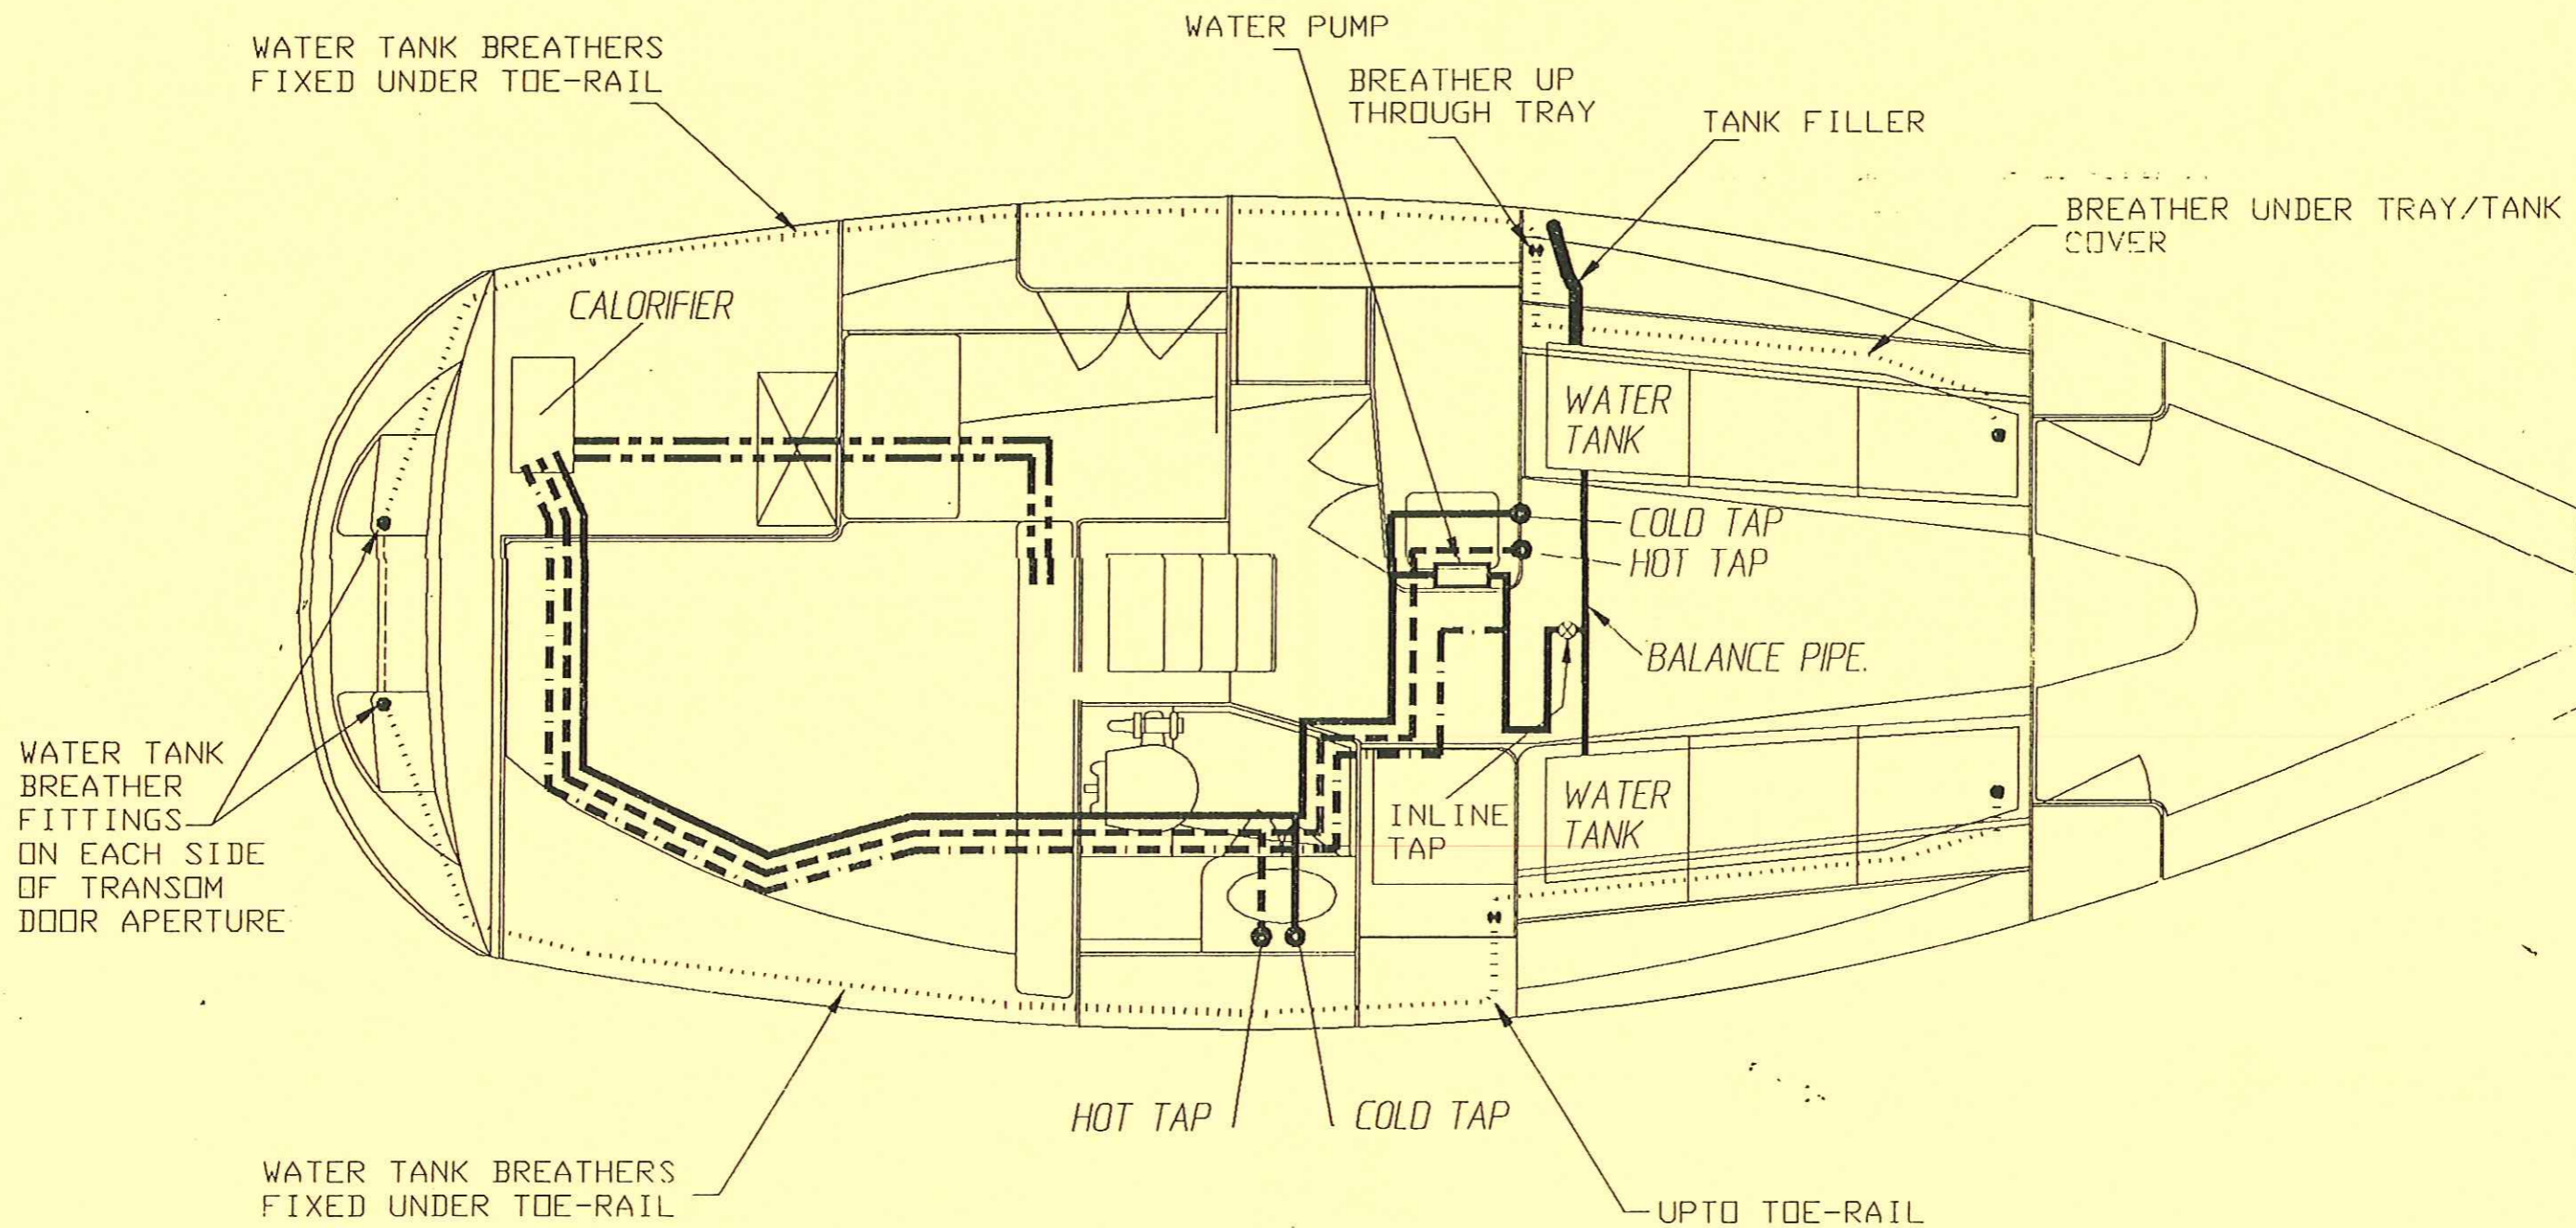 WATER PUMP
WATER TANK BREATHERS
FIXED UNDER TOE-RAIL
BREATHER UP
THROUGH TRAY
TANK FILLER
BREATHER UNDER TRAY/TANK
COVER
CALORIFIER
WATER
TANK
COLD TAP
HOT TAP
BALANCE PIPE.
WATER TANK
BREATHER
FITTINGS
ON EACH SIDE
OF TRANSOM
DOOR APERTURE
INLINE
TAP
WATER
TANK
HOT TAP
COLD TAP
WATER TANK BREATHERS
FIXED UNDER TOE-RAIL
UPTO TOE-RAIL